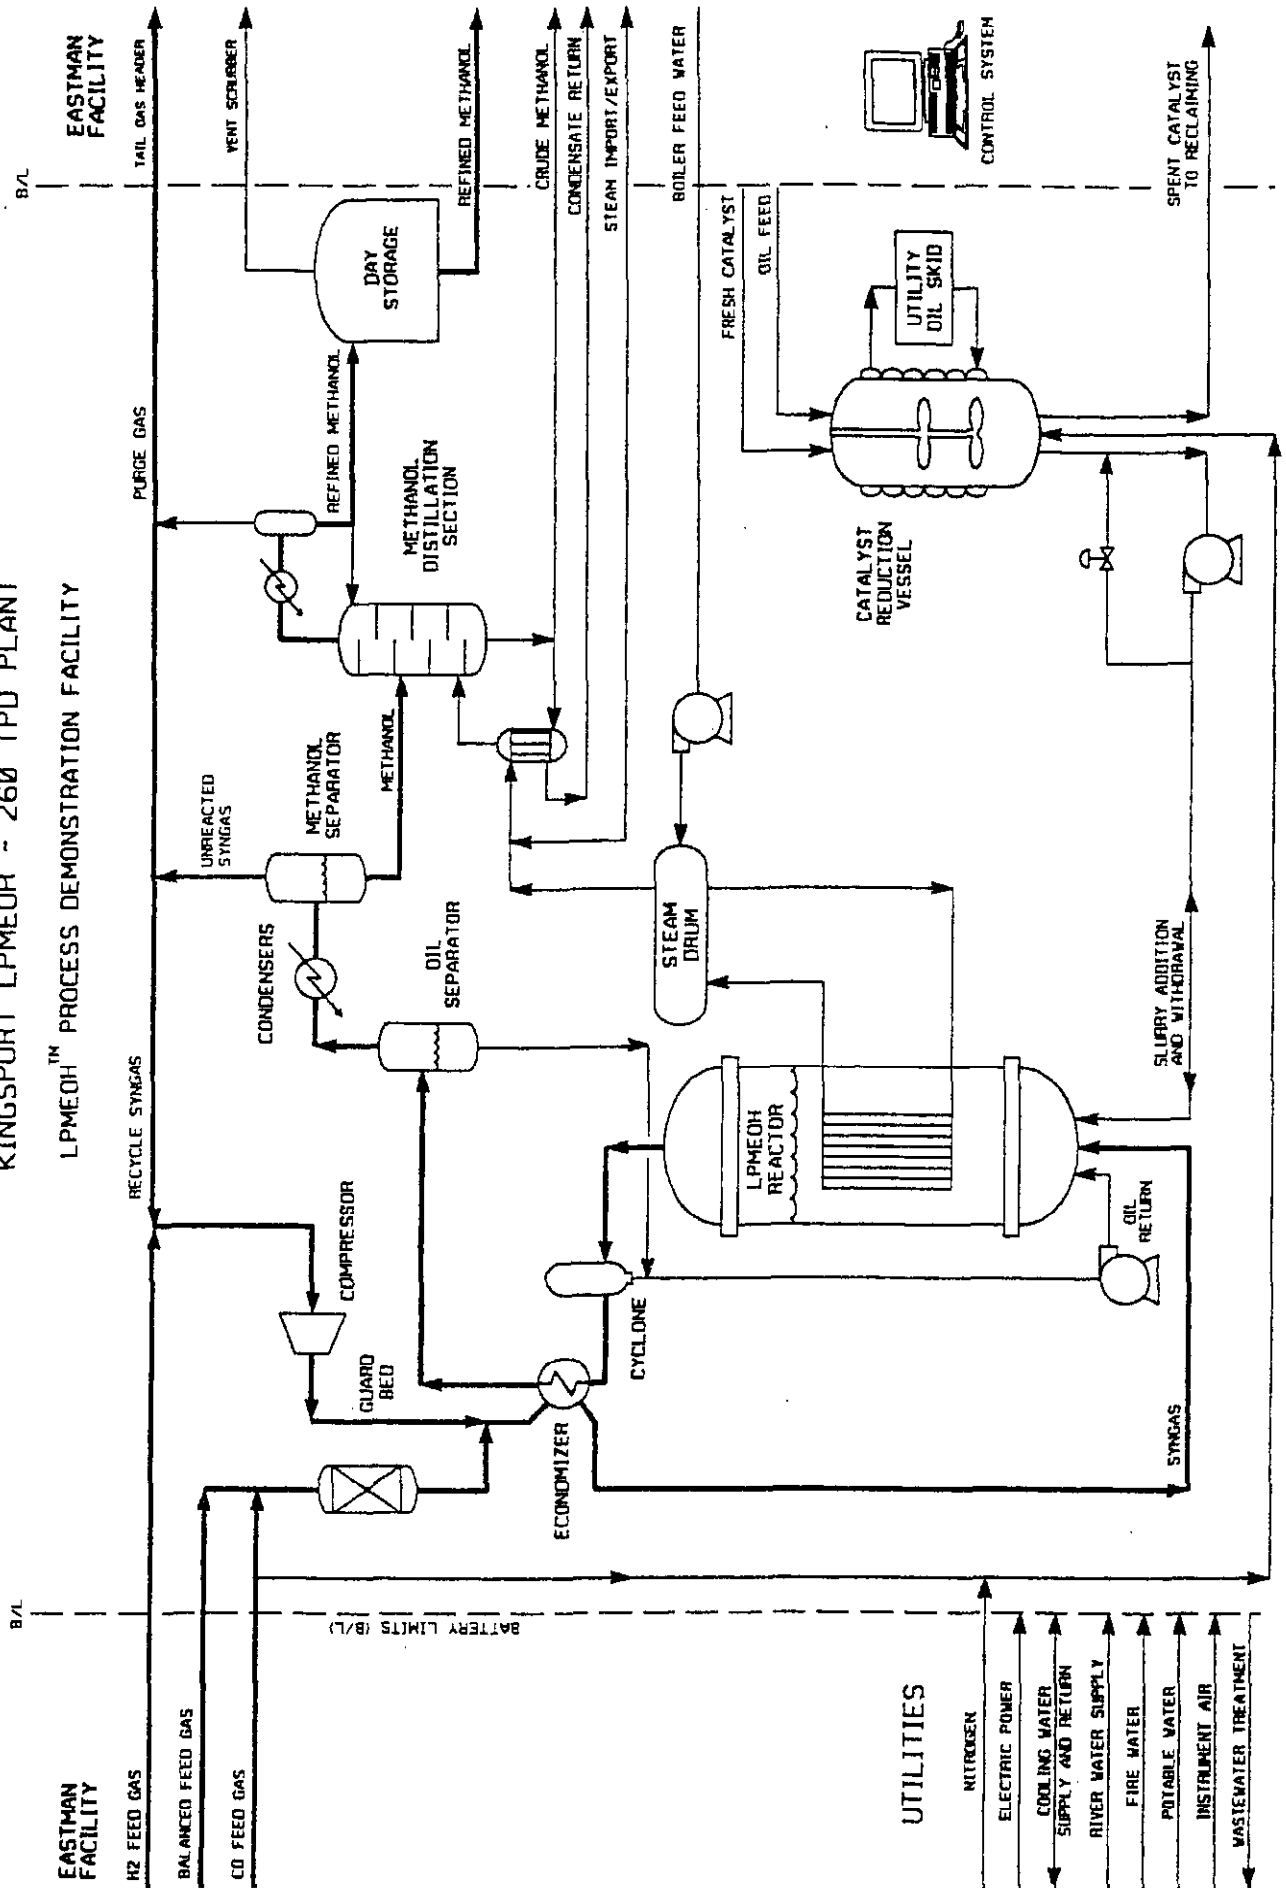 KINGSPORT LPMEOH - 260 TPD PLANT
LPMEOH™ PROCESS DEMONSTRATION FACILITY
B/L
B/L
EASTMAN
FACILITY
EASTMAN
FACILITY
H2 FEED GAS
RECYCLE SYNGAS
PURGE GAS
TAIL GAS HEADER
BALANCED FEED GAS
UNREACTED
SYNGAS
VENT SCRUBBER
CO FEED GAS
BATTERY LIMITS (B/L)
COMPRESSOR
GUARD
BED
CONDENSERS
METHANOL
SEPARATOR
METHANOL
REFINED METHANOL
METHANOL
DISTILLATION
SECTION
DAY
STORAGE
REFINED METHANOL
OIL
SEPARATOR
ECONOMIZER
CYCLONE
CRUDE METHANOL
CONDENSATE RETURN
STEAM IMPORT/EXPORT
BOILER FEED WATER
STEAM
DRUM
LPMEOH
REACTOR
FRESH CATALYST
OIL FEED
UTILITY
OIL SKID
CATALYST
REDUCTION
VESSEL
CONTROL SYSTEM
OIL
RETURN
SYNGAS
SLURRY ADDITION
AND WITHDRAWAL
SPENT CATALYST
TO RECLAIMING
UTILITIES
NITROGEN
ELECTRIC POWER
COOLING WATER
SUPPLY AND RETURN
RIVER WATER SUPPLY
FIRE WATER
POTABLE WATER
INSTRUMENT AIR
WASTEWATER TREATMENT